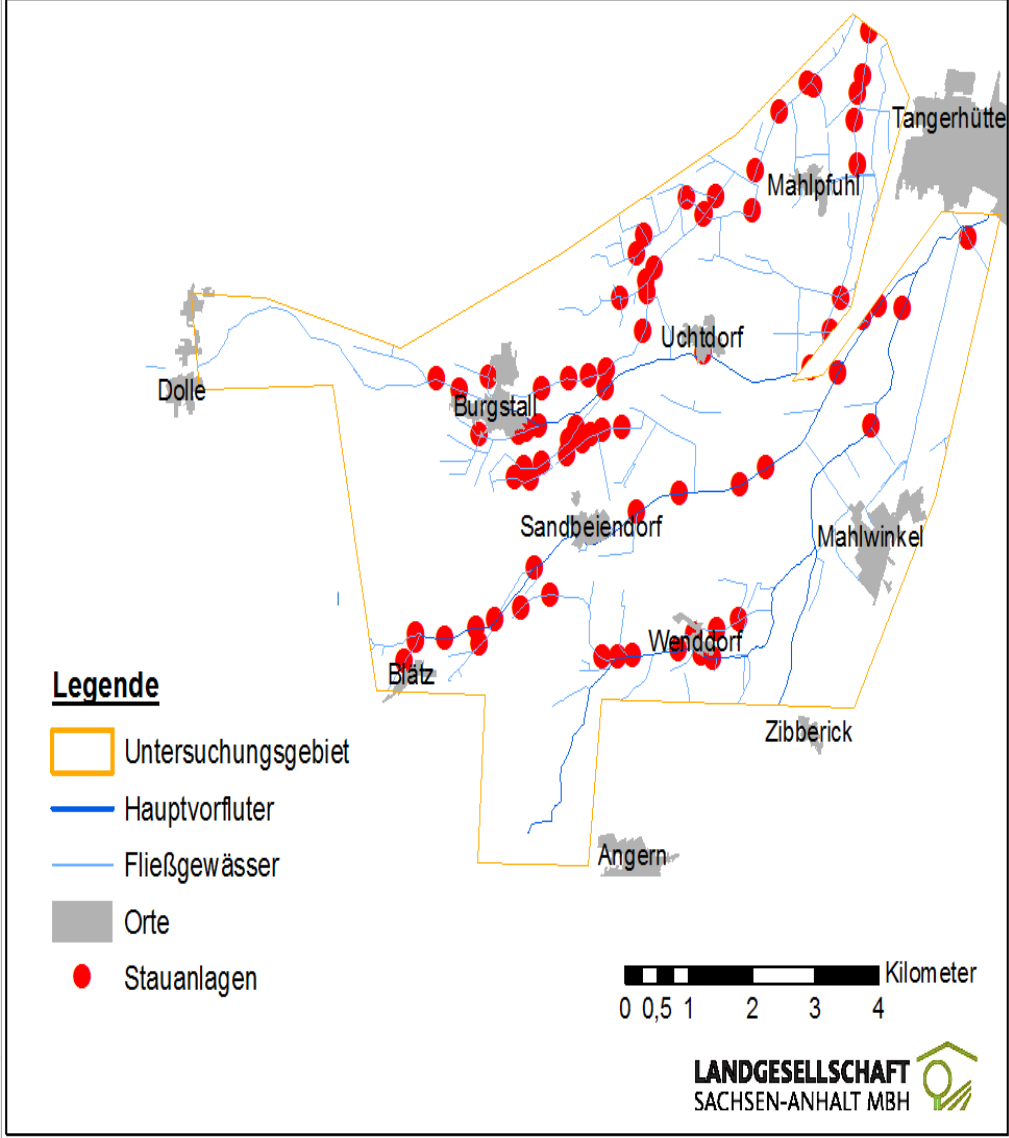 Tangerhütte
Mahlpfuhl
Uchtdorf
Dolle
Burgstall
Sandbeiendorf
Mahlwinkel
Wenddorf
Blätz
Zibberick
Angern
Legende
Untersuchungsgebiet
Hauptvorfluter
Fließgewässer
Orte
Stauanlagen
Kilometer
0 0,5 1 2 3 4
LANDGESELLSCHAFT
SACHSEN-ANHALT MBH